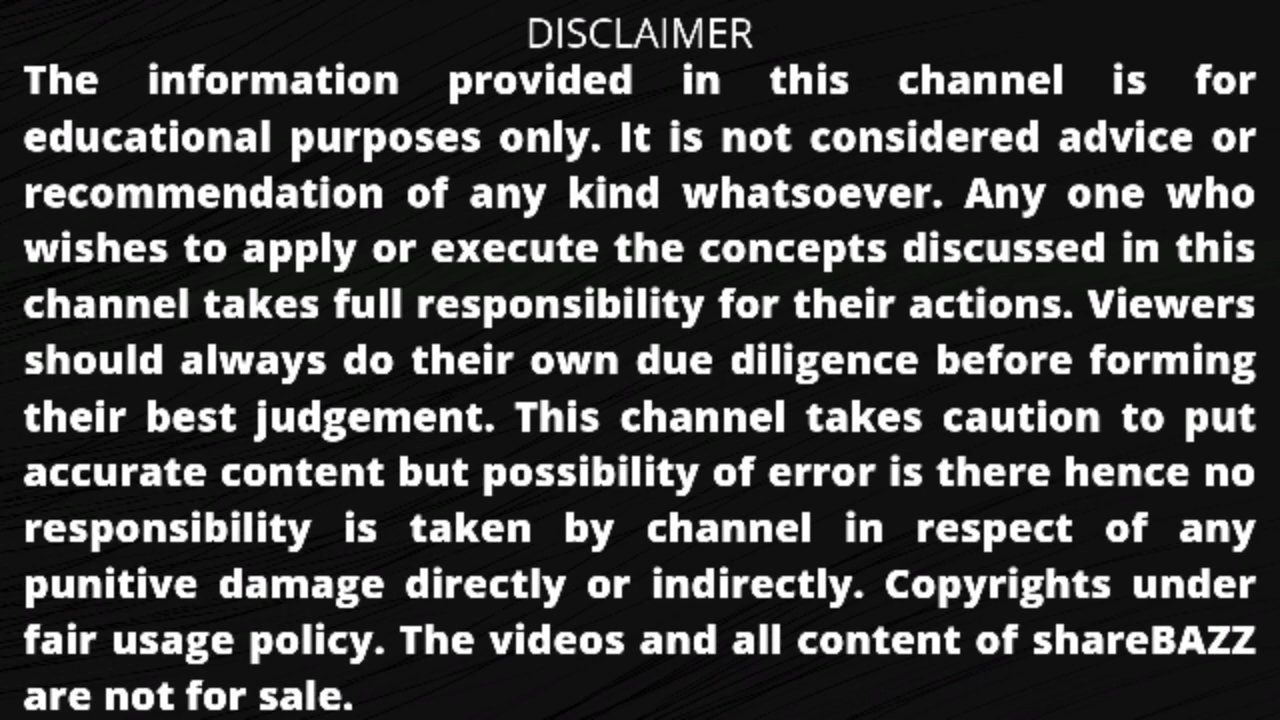 DISCLAIMER
The information provided in this channel is for
educational purposes only. It is not considered advice or
recommendation of any kind whatsoever. Any one who
wishes to apply or execute the concepts discussed in this
channel takes full responsibility for their actions. Viewers
should always do their own due diligence before forming
their best judgement. This channel takes caution to put
accurate content but possibility of error is there hence no
responsibility is taken by channel in respect of any
punitive damage directly or indirectly. Copyrights under
fair usage policy. The videos and all content of shareBAZZ
are not for sale.